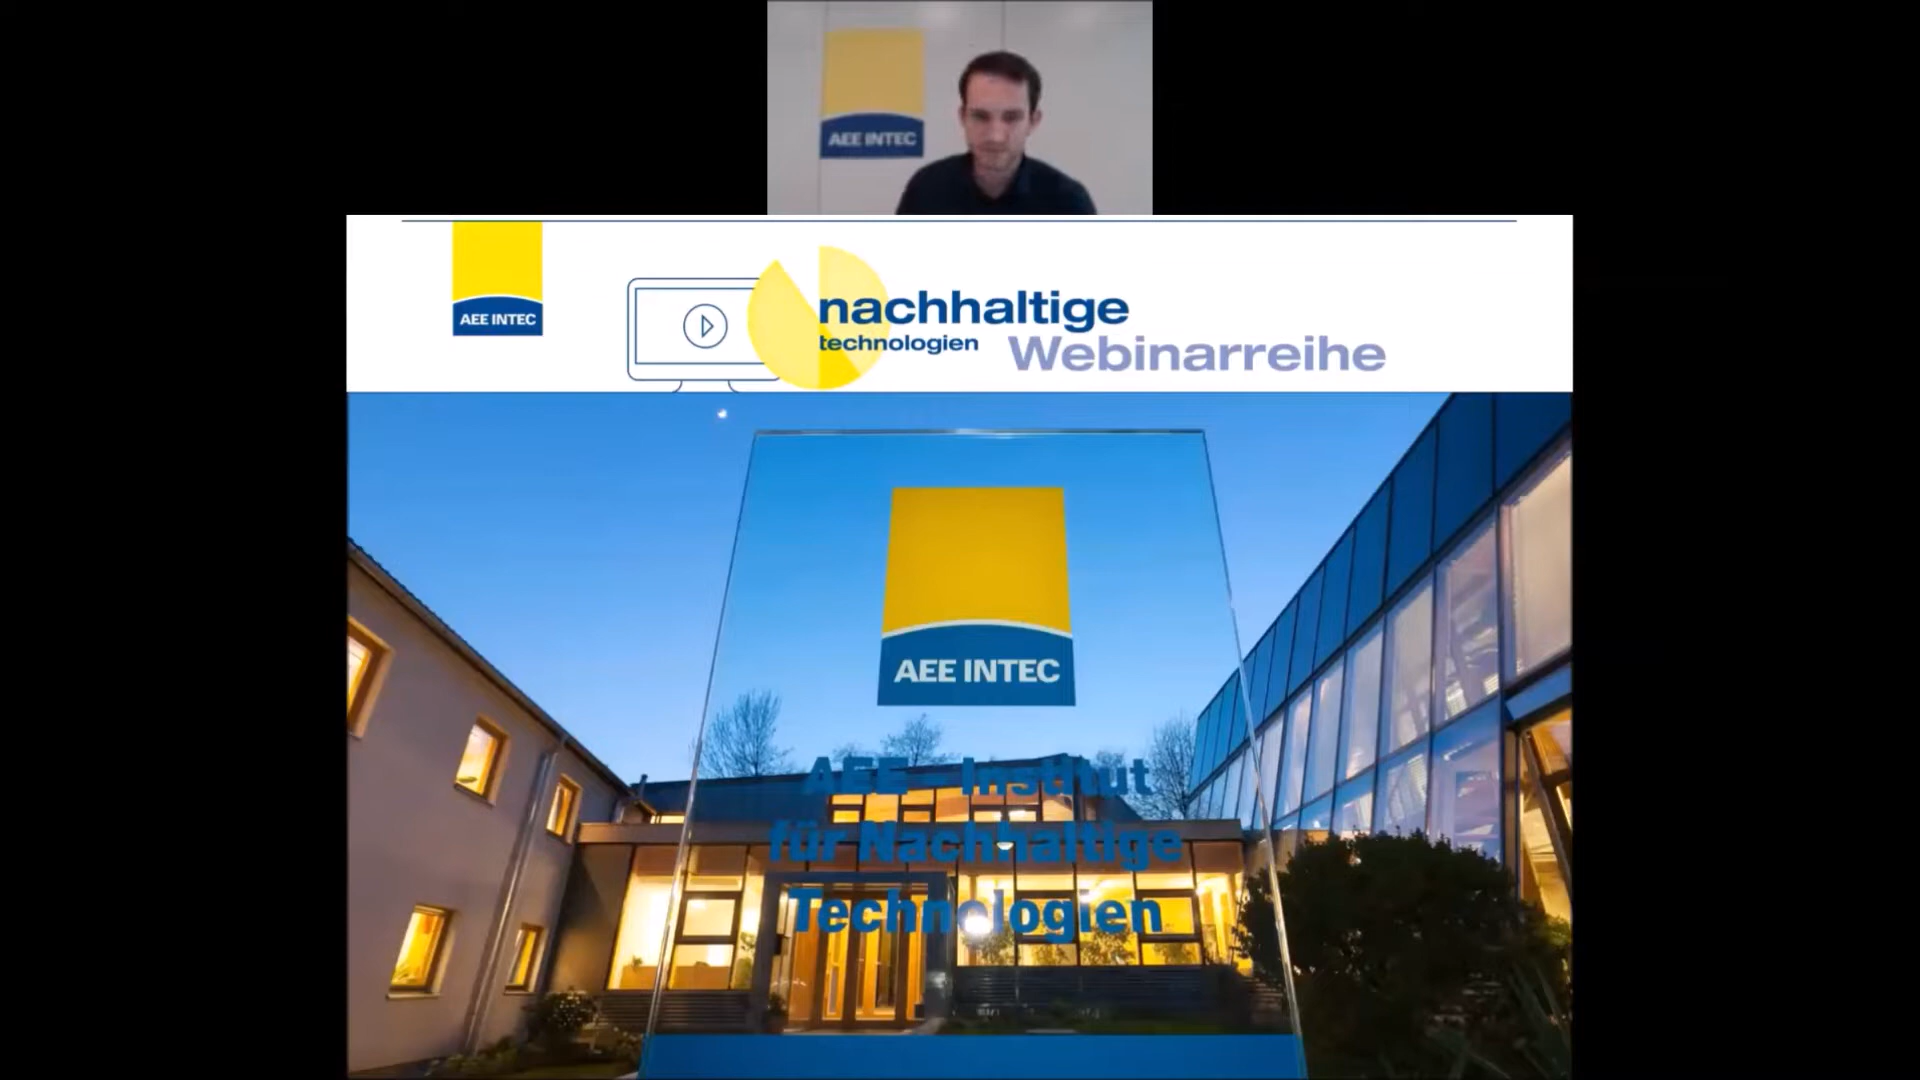 AEE INTEC
AEE INTEC
nachhaltige
technologien
Webinarreihe
AEE INTEC
AEE - Institut
für Nachhaltige
Technologien